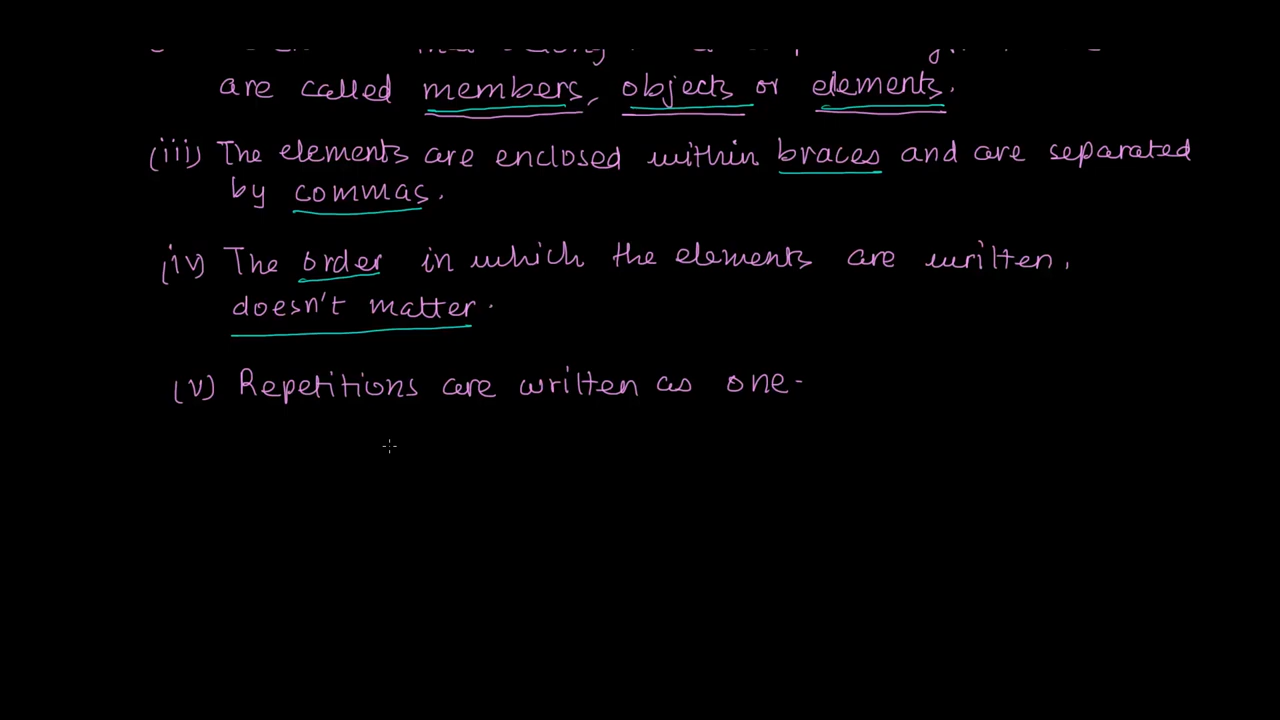 are called members, objects or elements.
(iii) The elements are enclosed within braces and are separated
by commas.
(iv) The order in which the elements are written,
doesn't matter.
(v) Repetitions are written as one.